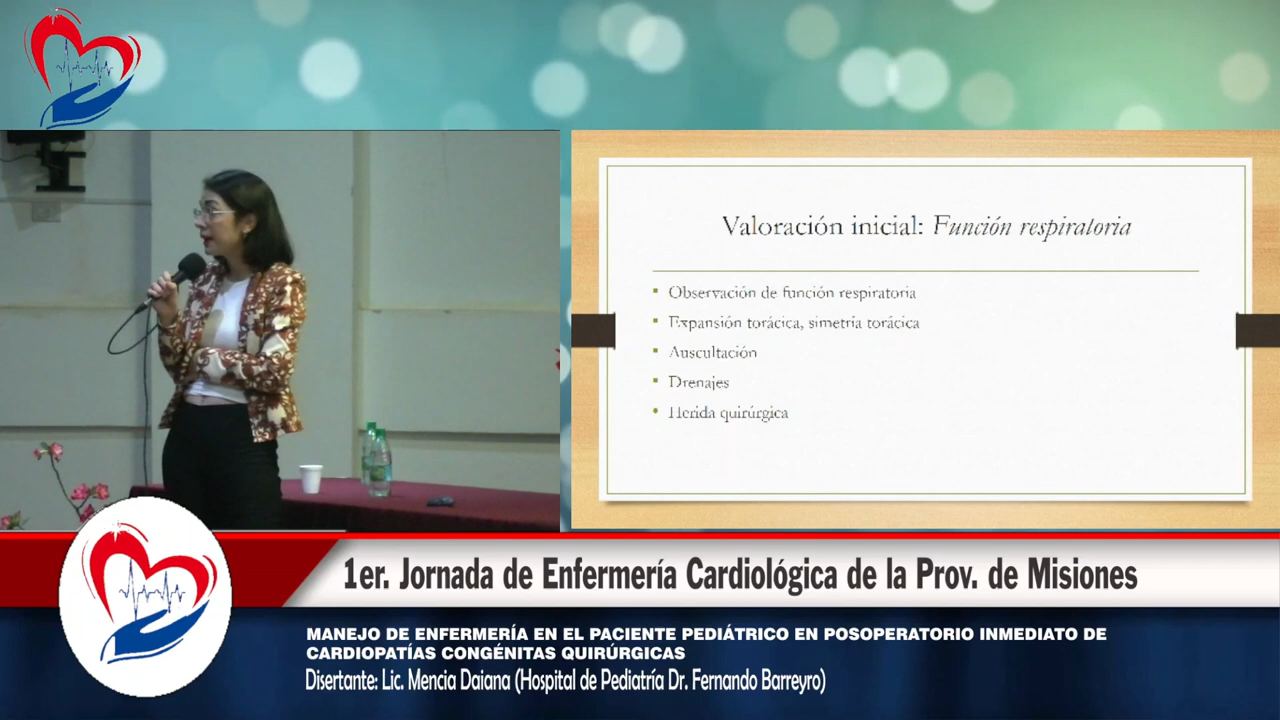 Valoración inicial: Función respiratoria
Observación de función respiratoria
Expansión torácica, simetría torácica
Auscultación
Drenajes
Herida quirúrgica
1er. Jornada de Enfermería Cardiológica de la Prov. de Misiones
MANEJO DE ENFERMERÍA EN EL PACIENTE PEDIÁTRICO EN POSOPERATORIO INMEDIATO DE
CARDIOPATÍAS CONGÉNITAS QUIRÚRGICAS
Disertante: Lic. Mencia Daiana (Hospital de Pediatría Dr. Fernando Barreyro)